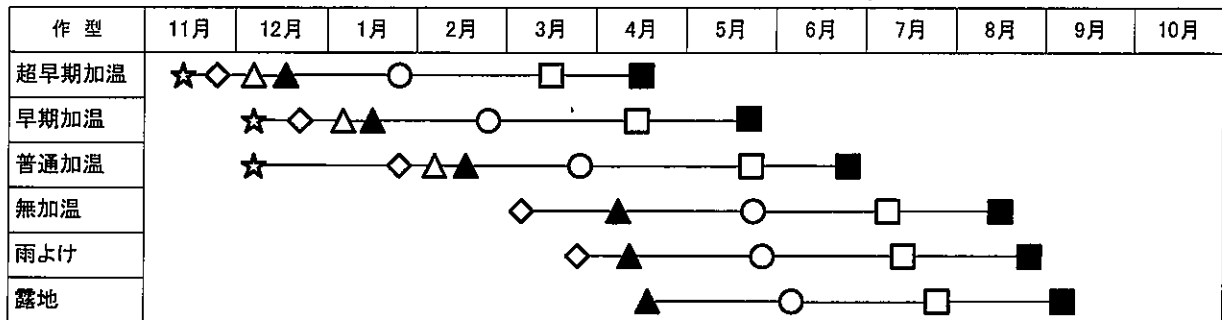 作 型 11月 12月 1月 2月 3月 4月 5月 6月 7月 8月 9月 10月
超早期加温
早期加温
普通加温
無加温
雨よけ
露地